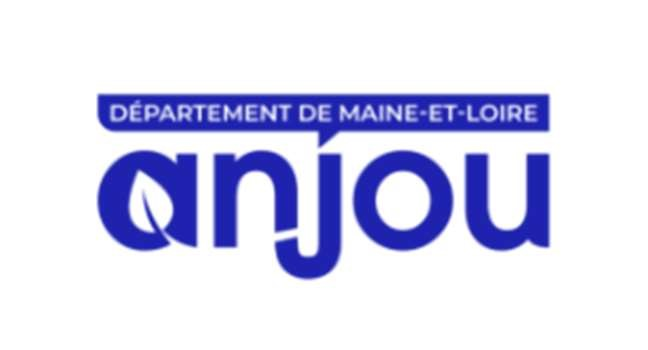 DÉPARTEMENT DE MAINE-ET-LOIRE
anjou